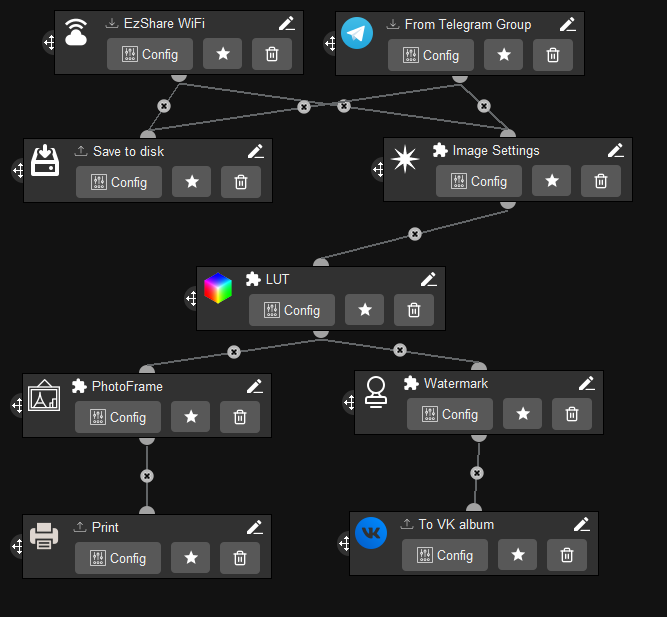 EzShare WiFi
Config
From Telegram Group
Config
Save to disk
Config
Image Settings
Config
LUT
Config
PhotoFrame
Config
Watermark
Config
Print
Config
To VK album
Config